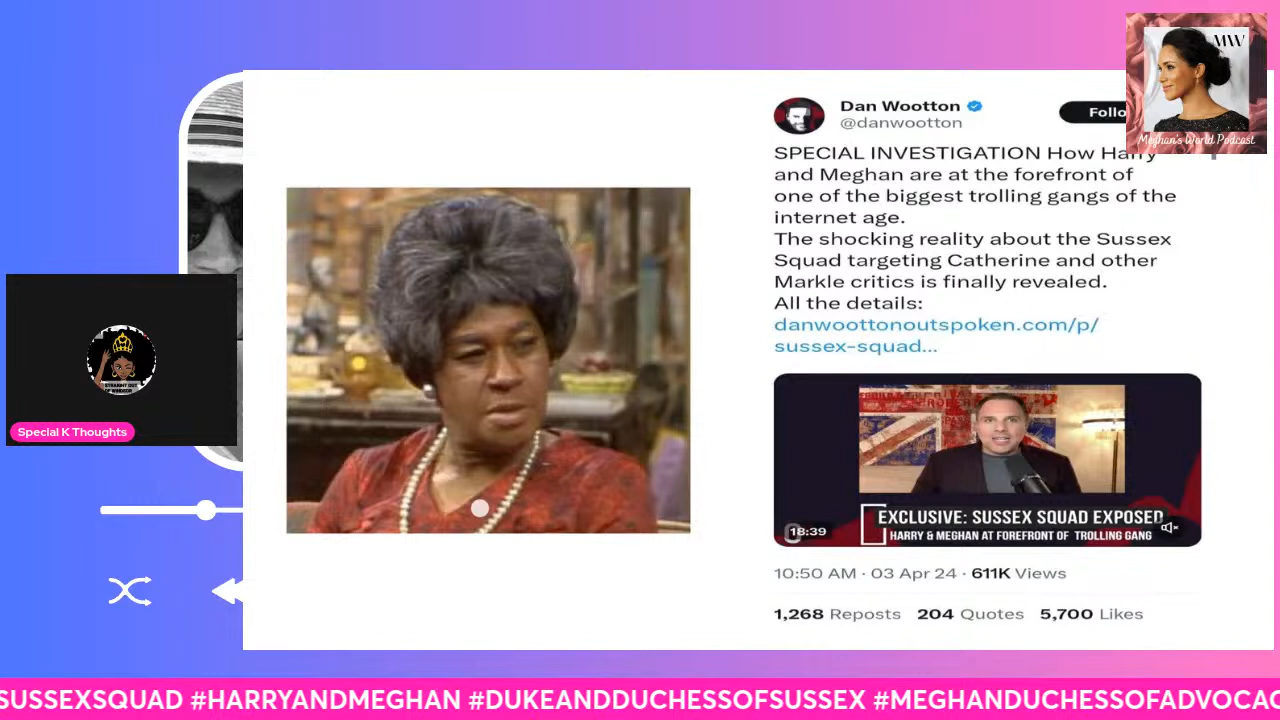 MW
Meghan's World Podcast
Dan Wootton
@danwootton
Follo
SPECIAL INVESTIGATION How Harry
and Meghan are at the forefront of
one of the biggest trolling gangs of the
internet age.
The shocking reality about the Sussex
Squad targeting Catherine and other
Markle critics is finally revealed.
All the details:
danwoottonoutspoken.com/p/
sussex-squad...
EXCLUSIVE: SUSSEX SQUAD EXPOSED
HARRY & MEGHAN AT FOREFRONT OF TROLLING GANG
18:39
10:50 AM · 03 Apr 24 · 611K Views
1,268 Reposts 204 Quotes 5,700 Likes
STRAIGHT OUT
OF WINDSOR
Special K Thoughts
SUSSEXSQUAD #HARRYANDMEGHAN #DUKEANDDUCHESSOFSUSSEX #MEGHANDUCHESSOFADVOCAC